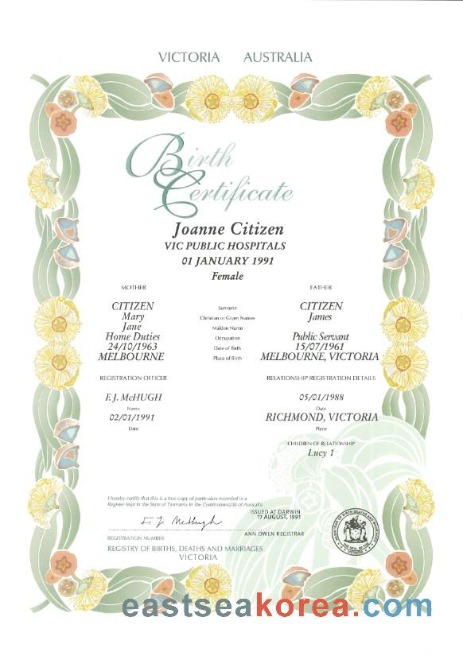 VICTORIA AUSTRALIA
Birth
Certificate
Joanne Citizen
VIC PUBLIC HOSPITALS
01 JANUARY 1991
Female
MOTHER FATHER
CITIZEN Surname CITIZEN
Mary Christian or Given Names James
Jane Maiden Name
Home Duties Occupation Public Servant
24/10/1963 Date of Birth 15/07/1961
MELBOURNE Place of Birth MELBOURNE, VICTORIA
REGISTRATION OFFICER RELATIONSHIP REGISTRATION DETAILS
F.J. McHUGH 05/01/1988
Name Date
02/01/1991 RICHMOND, VICTORIA
Date Place
CHILDREN OF RELATIONSHIP
Lucy 1
I hereby certify that this is a true copy of particulars recorded in a
Register kept in the State of Tasmania in the Commonwealth of Australia
F. J. McHugh
ISSUED AT DARWIN
17 AUGUST, 1991
REGISTRATION NUMBER ANN OWEN REGISTRAR
REGISTRY OF BIRTHS, DEATHS AND MARRIAGES
VICTORIA
eastseakorea.com